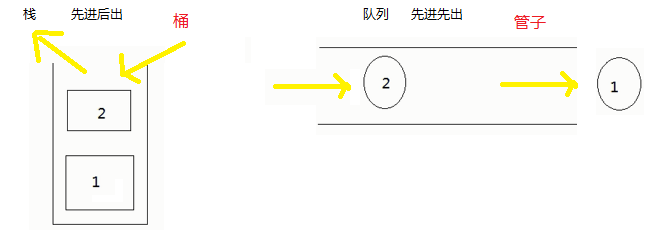 栈 先进后出 桶
2
1
队列 先进先出 管子
2 1